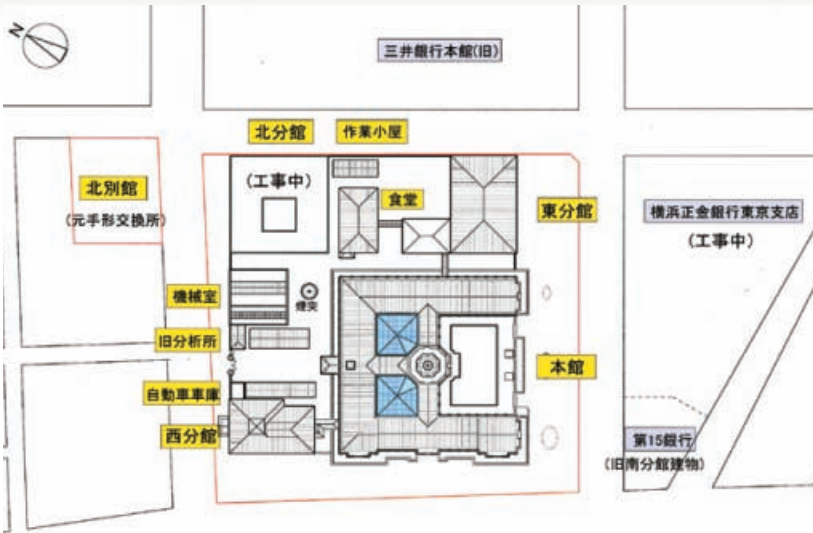 N
三井銀行本館(旧)
北分館
作業小屋
(工事中)
食堂
北別館
(元手形交換所)
東分館
横浜正金銀行東京支店
(工事中)
機械室
煙突
旧分析所
本館
自動車車庫
西分館
第15銀行
(旧南分館建物)